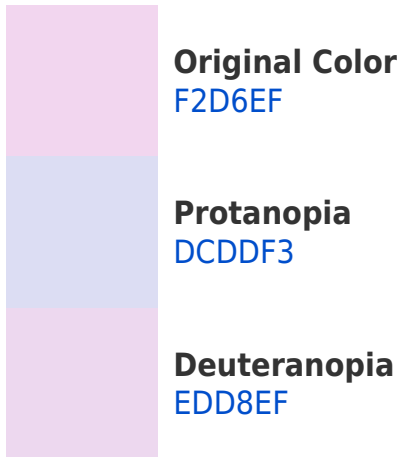 Original Color
F2D6EF
Protanopia
DCDDF3
Deuteranopia
EDD8EF